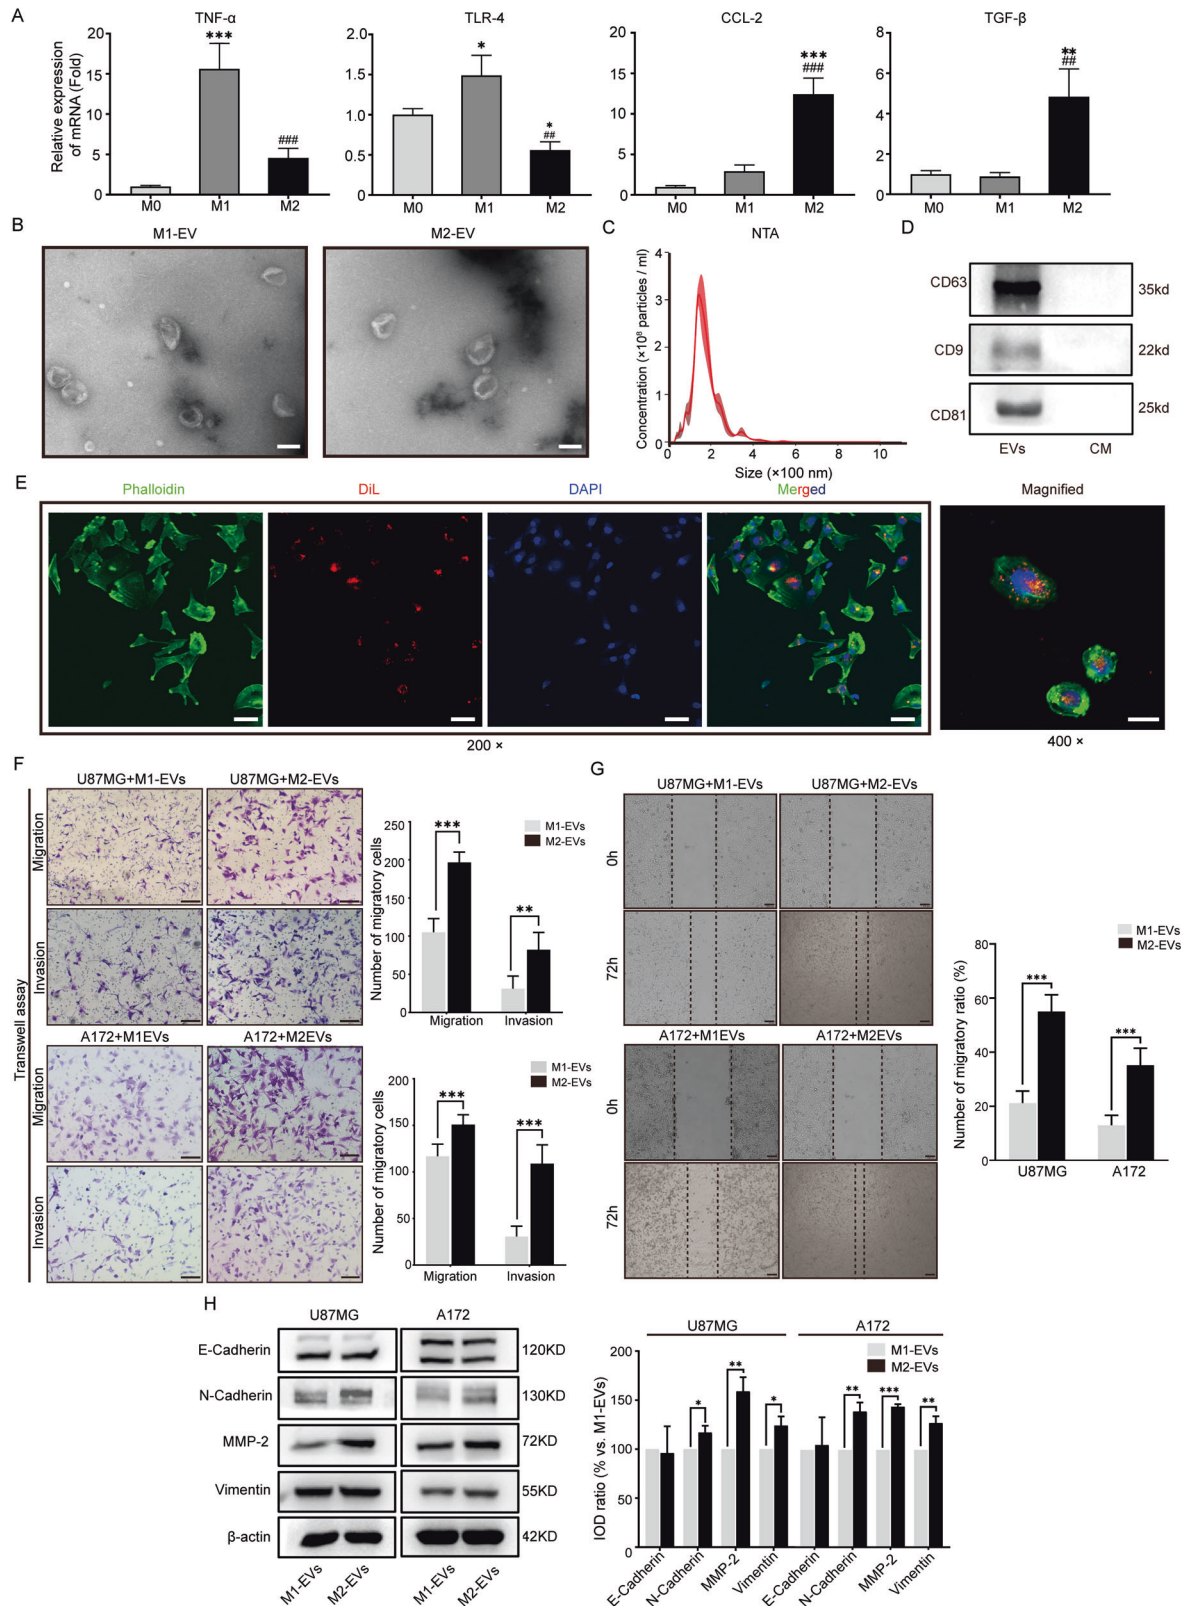 A
TNF-α
TLR-4
CCL-2
TGF-β
Relative expression
of mRNA (Fold)
20
15
10
5
0
***
###
M0 M1 M2
2.0
1.5
1.0
0.5
0.0
*
*
##
M0 M1 M2
20
15
10
5
0
***
###
M0 M1 M2
8
6
4
2
0
**
##
M0 M1 M2
B
M1-EV
M2-EV
C
NTA
Concentration (×10⁸ particles / ml)
4
3
2
1
0
0 2 4 6 8 10
Size (×100 nm)
D
CD63
35kd
CD9
22kd
CD81
25kd
EVs CM
E
Phalloidin
DiL
DAPI
Merged
Magnified
200 ×
400 ×
F
Transwell assay
U87MG+M1-EVs
U87MG+M2-EVs
Migration
Invasion
A172+M1EVs
A172+M2EVs
Migration
Invasion
Number of migratory cells
250
200
150
100
50
0
***
**
M1-EVs
M2-EVs
Migration Invasion
Number of migratory cells
200
150
100
50
0
***
***
M1-EVs
M2-EVs
Migration Invasion
G
U87MG+M1-EVs
U87MG+M2-EVs
0h
72h
A172+M1EVs
A172+M2EVs
0h
72h
Number of migratory ratio (%)
80
60
40
20
0
***
***
M1-EVs
M2-EVs
U87MG A172
H
U87MG
A172
E-Cadherin
120KD
N-Cadherin
130KD
MMP-2
72KD
Vimentin
55KD
β-actin
42KD
M1-EVs M2-EVs M1-EVs M2-EVs
U87MG
A172
M1-EVs
M2-EVs
IOD ratio (% vs. M1-EVs)
200
150
100
50
0
* ** * ** *** **
E-Cadherin N-Cadherin MMP-2 Vimentin E-Cadherin N-Cadherin MMP-2 Vimentin